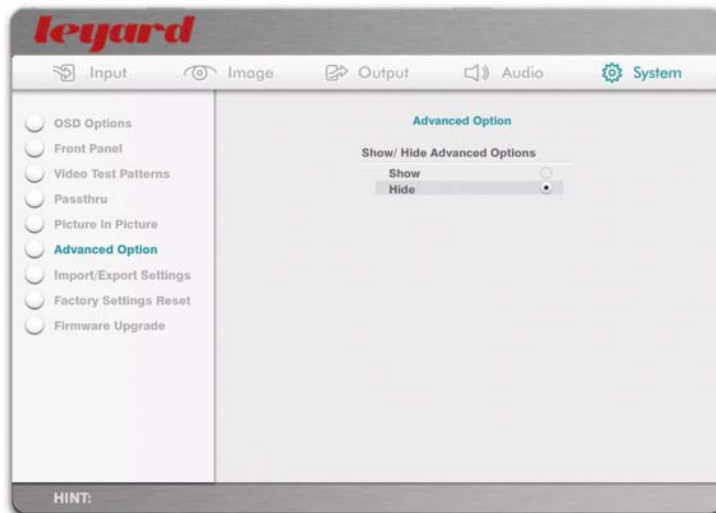 leyard
Input Image Output Audio System
OSD Options
Front Panel
Video Test Patterns
Passthru
Picture in Picture
Advanced Option
Import/Export Settings
Factory Settings Reset
Firmware Upgrade
Advanced Option
Show/ Hide Advanced Options
Show
Hide
HINT: